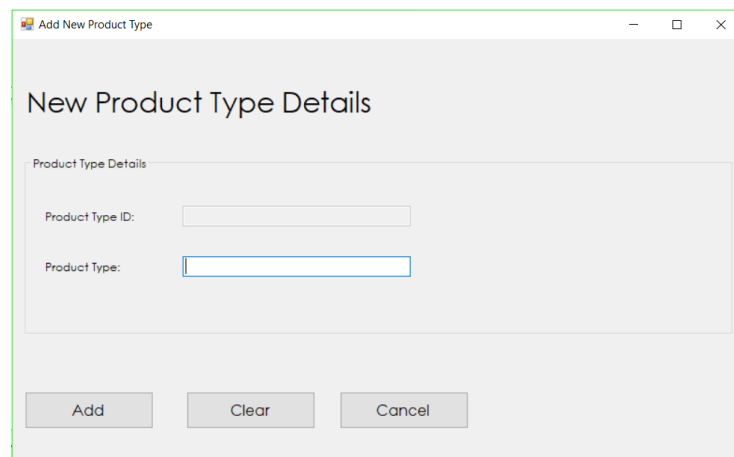 Add New Product Type
New Product Type Details
Product Type Details
Product Type ID:
Product Type:
Add Clear Cancel